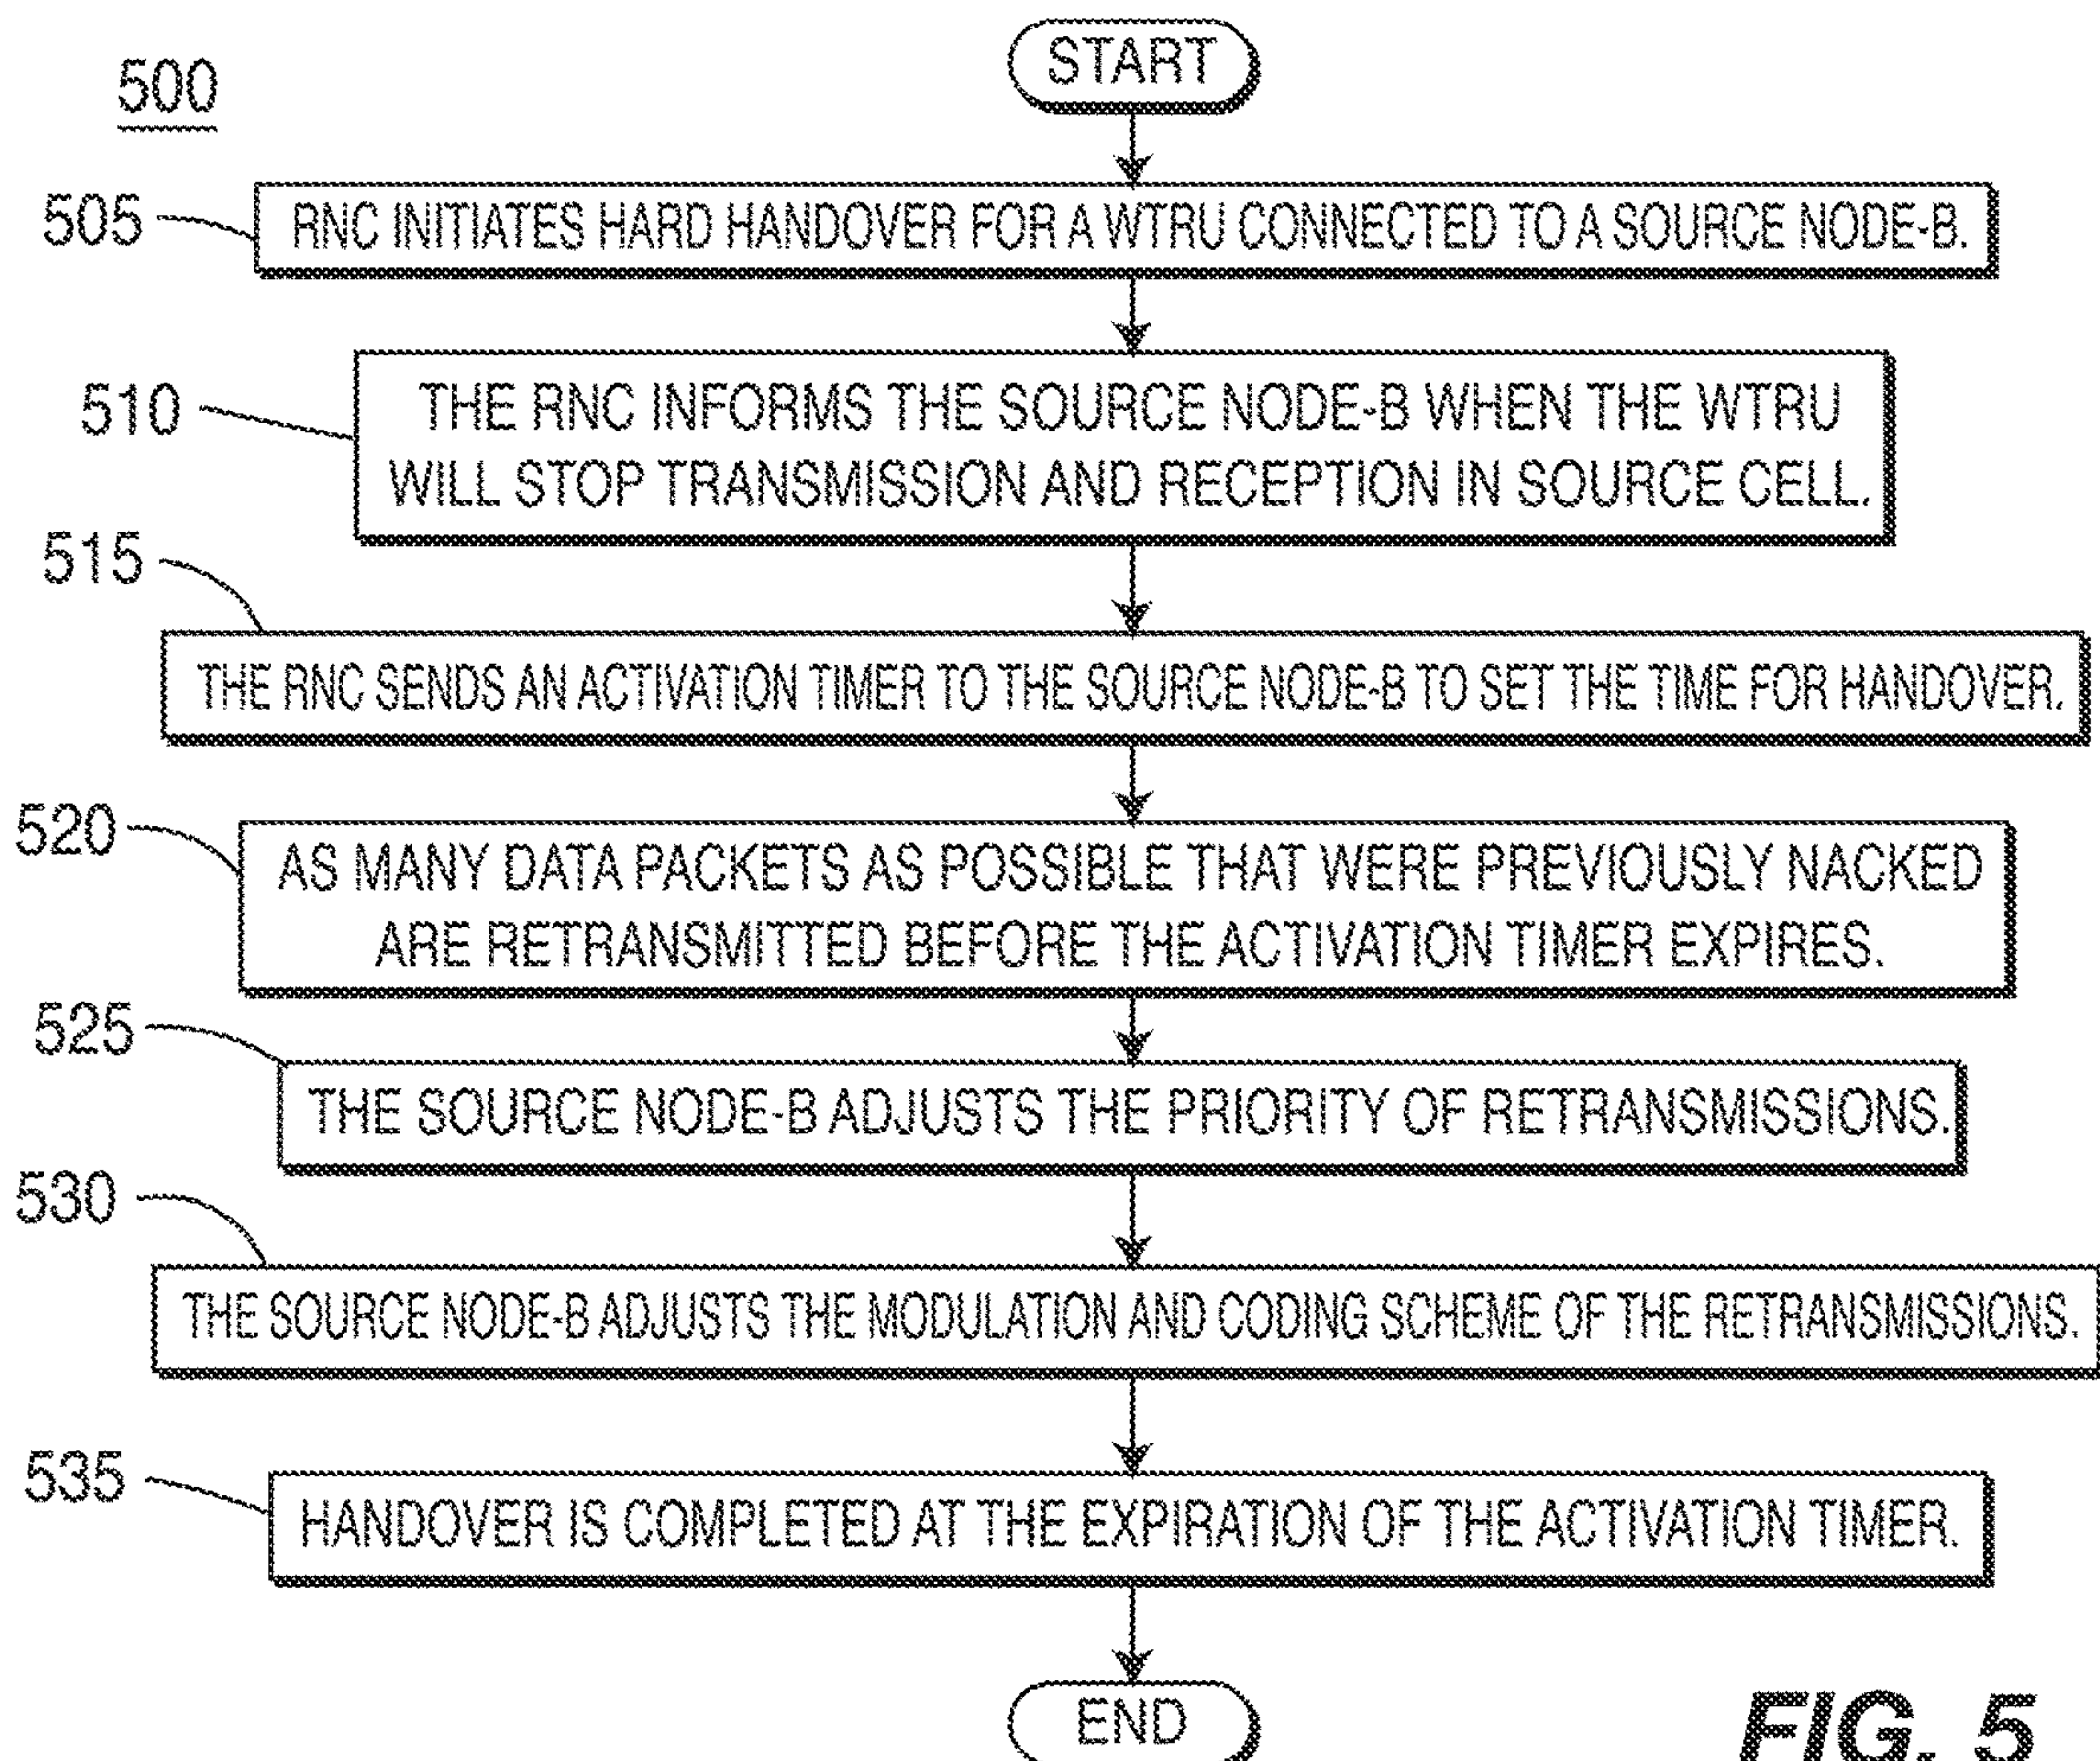 500
START
505
RNC INITIATES HARD HANDOVER FOR A WTRU CONNECTED TO A SOURCE NODE-B.
510
THE RNC INFORMS THE SOURCE NODE-B WHEN THE WTRU
WILL STOP TRANSMISSION AND RECEPTION IN SOURCE CELL.
515
THE RNC SENDS AN ACTIVATION TIMER TO THE SOURCE NODE-B TO SET THE TIME FOR HANDOVER.
520
AS MANY DATA PACKETS AS POSSIBLE THAT WERE PREVIOUSLY NACKED
ARE RETRANSMITTED BEFORE THE ACTIVATION TIMER EXPIRES.
525
THE SOURCE NODE-B ADJUSTS THE PRIORITY OF RETRANSMISSIONS.
530
THE SOURCE NODE-B ADJUSTS THE MODULATION AND CODING SCHEME OF THE RETRANSMISSIONS.
535
HANDOVER IS COMPLETED AT THE EXPIRATION OF THE ACTIVATION TIMER.
END
FIG. 5